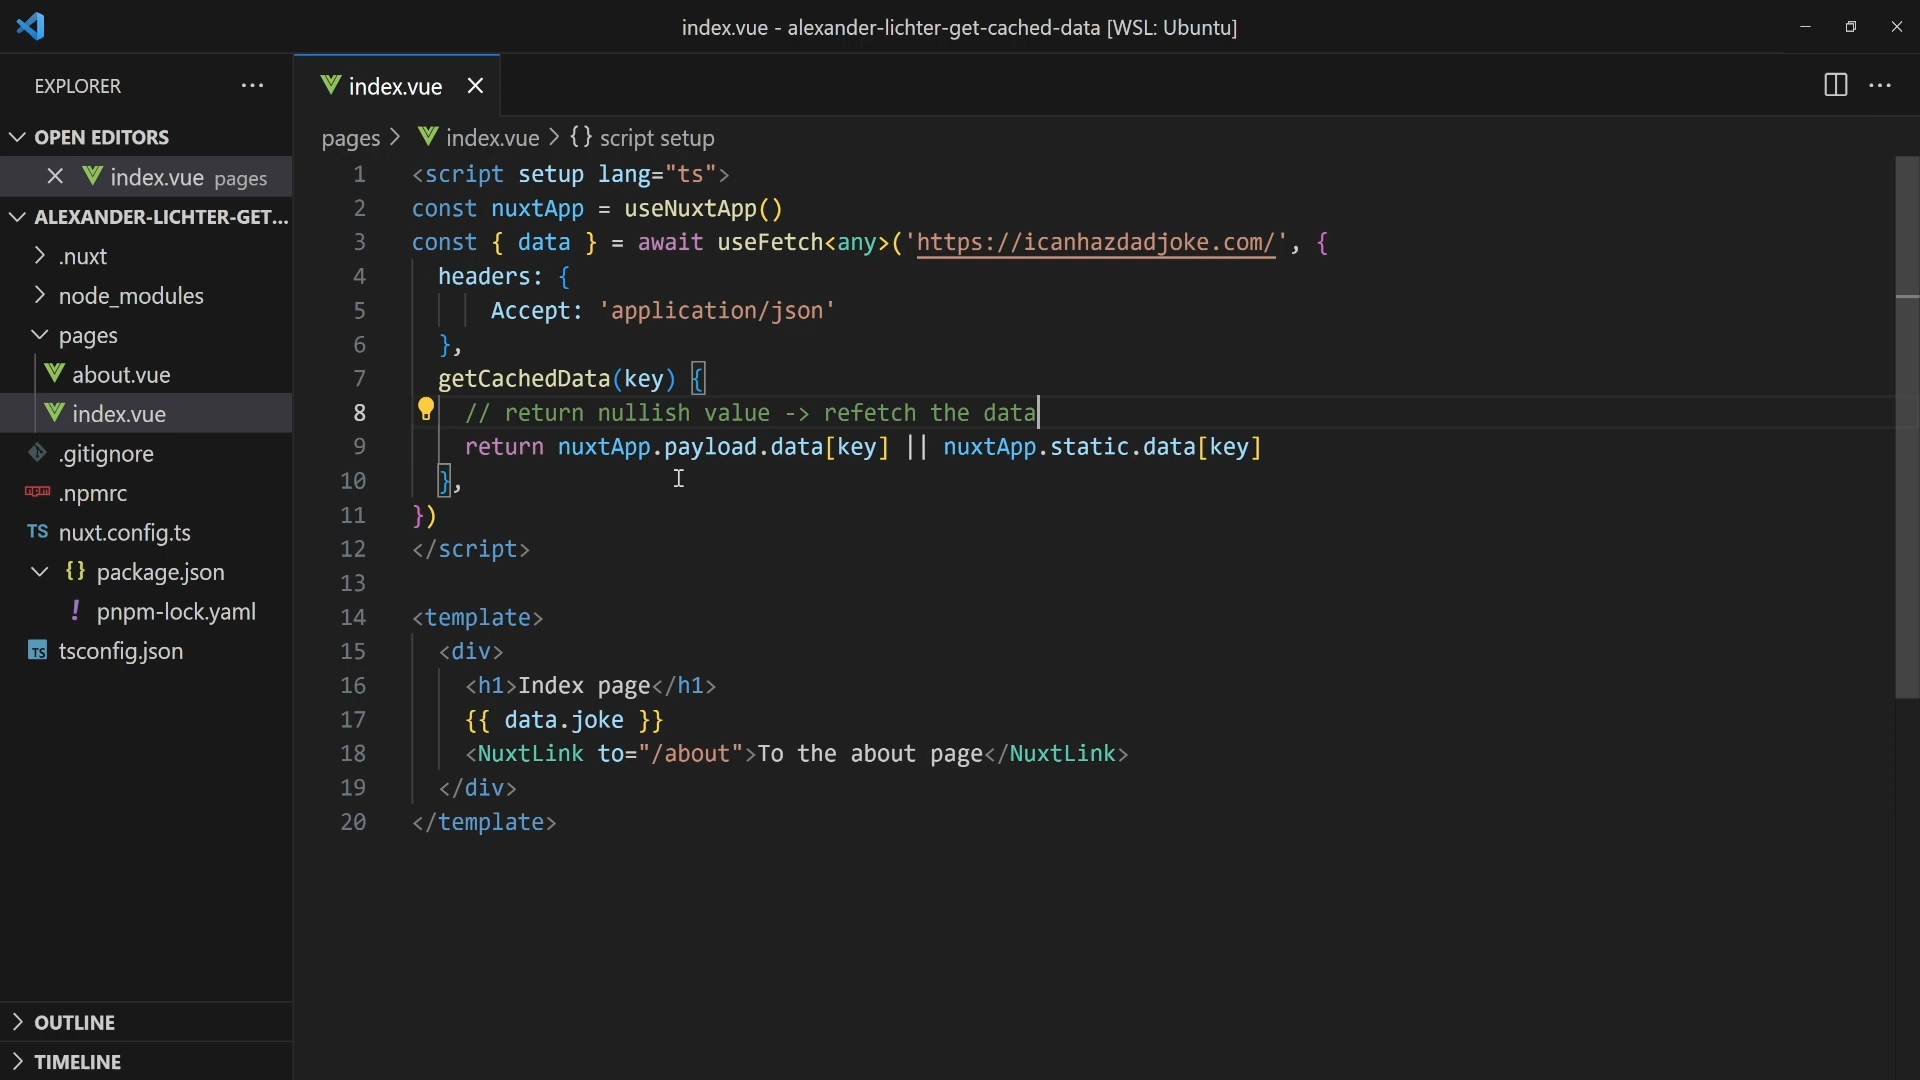 index.vue - alexander-lichter-get-cached-data [WSL: Ubuntu]
EXPLORER
OPEN EDITORS
index.vue pages
ALEXANDER-LICHTER-GET...
.nuxt
node_modules
pages
about.vue
index.vue
.gitignore
npm .npmrc
TS nuxt.config.ts
{} package.json
! pnpm-lock.yaml
TS tsconfig.json
OUTLINE
TIMELINE
index.vue
pages > index.vue > {} script setup
1 <script setup lang="ts">
2 const nuxtApp = useNuxtApp()
3 const { data } = await useFetch<any>('https://icanhazdadjoke.com/', {
4 headers: {
5 Accept: 'application/json'
6 },
7 getCachedData(key) {
8 // return nullish value -> refetch the data
9 return nuxtApp.payload.data[key] || nuxtApp.static.data[key]
10 },
11 })
12 </script>
13
14 <template>
15 <div>
16 <h1>Index page</h1>
17 {{ data.joke }}
18 <NuxtLink to="/about">To the about page</NuxtLink>
19 </div>
20 </template>